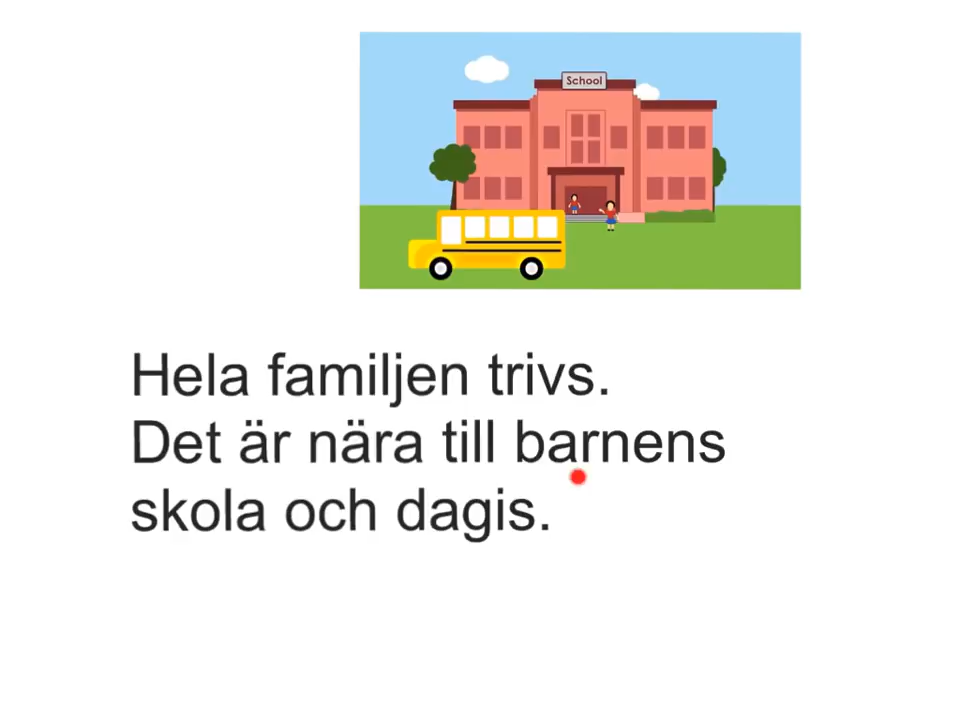 School
Hela familjen trivs.
Det är nära till barnens
skola och dagis.